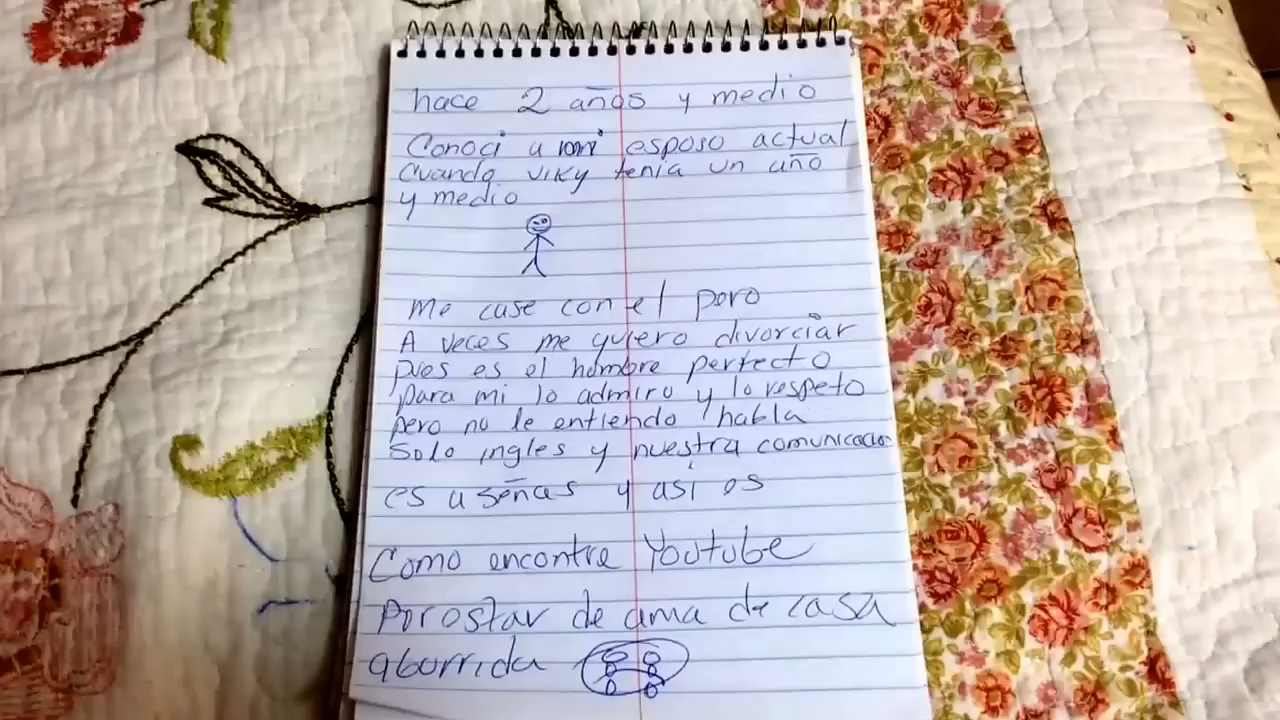 hace 2 años y medio
Conoci a mi esposo actual
Cuando viky tenia un año
y medio
Me case con el pero
A veces me quiero divorciar
pues es el hombre perfecto
para mi lo admiro y lo respeto
pero no le entiendo habla
Solo ingles y nuestra comunicacion
es a señas y asi es
Como encontre Youtube
Por estar de ama de casa
aburrida